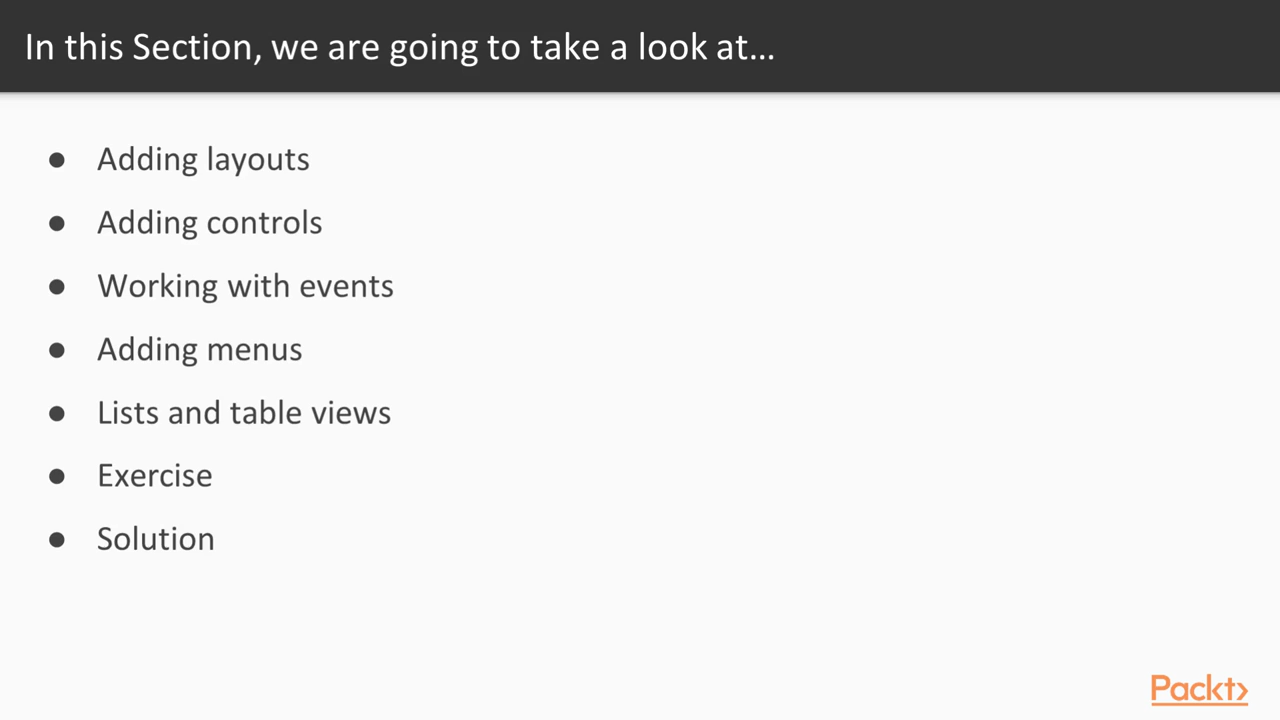 In this Section, we are going to take a look at...
● Adding layouts
● Adding controls
● Working with events
● Adding menus
● Lists and table views
● Exercise
● Solution
Packt>